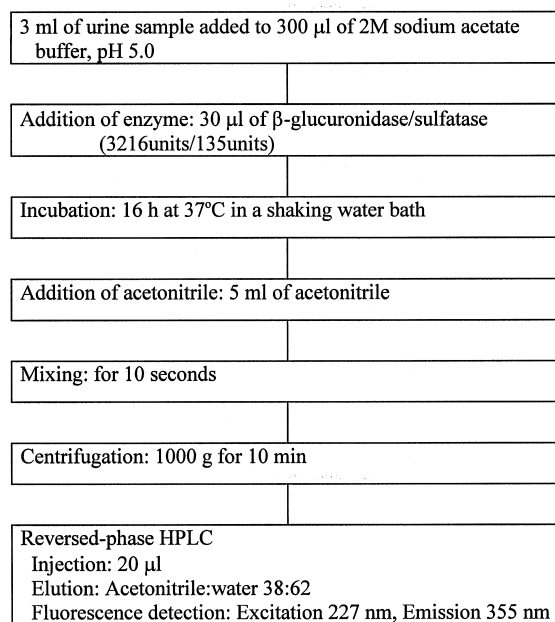 3 ml of urine sample added to 300 μl of 2M sodium acetate
buffer, pH 5.0
Addition of enzyme: 30 μl of β-glucuronidase/sulfatase
(3216units/135units)
Incubation: 16 h at 37ºC in a shaking water bath
Addition of acetonitrile: 5 ml of acetonitrile
Mixing: for 10 seconds
Centrifugation: 1000 g for 10 min
Reversed-phase HPLC
Injection: 20 μl
Elution: Acetonitrile:water 38:62
Fluorescence detection: Excitation 227 nm, Emission 355 nm